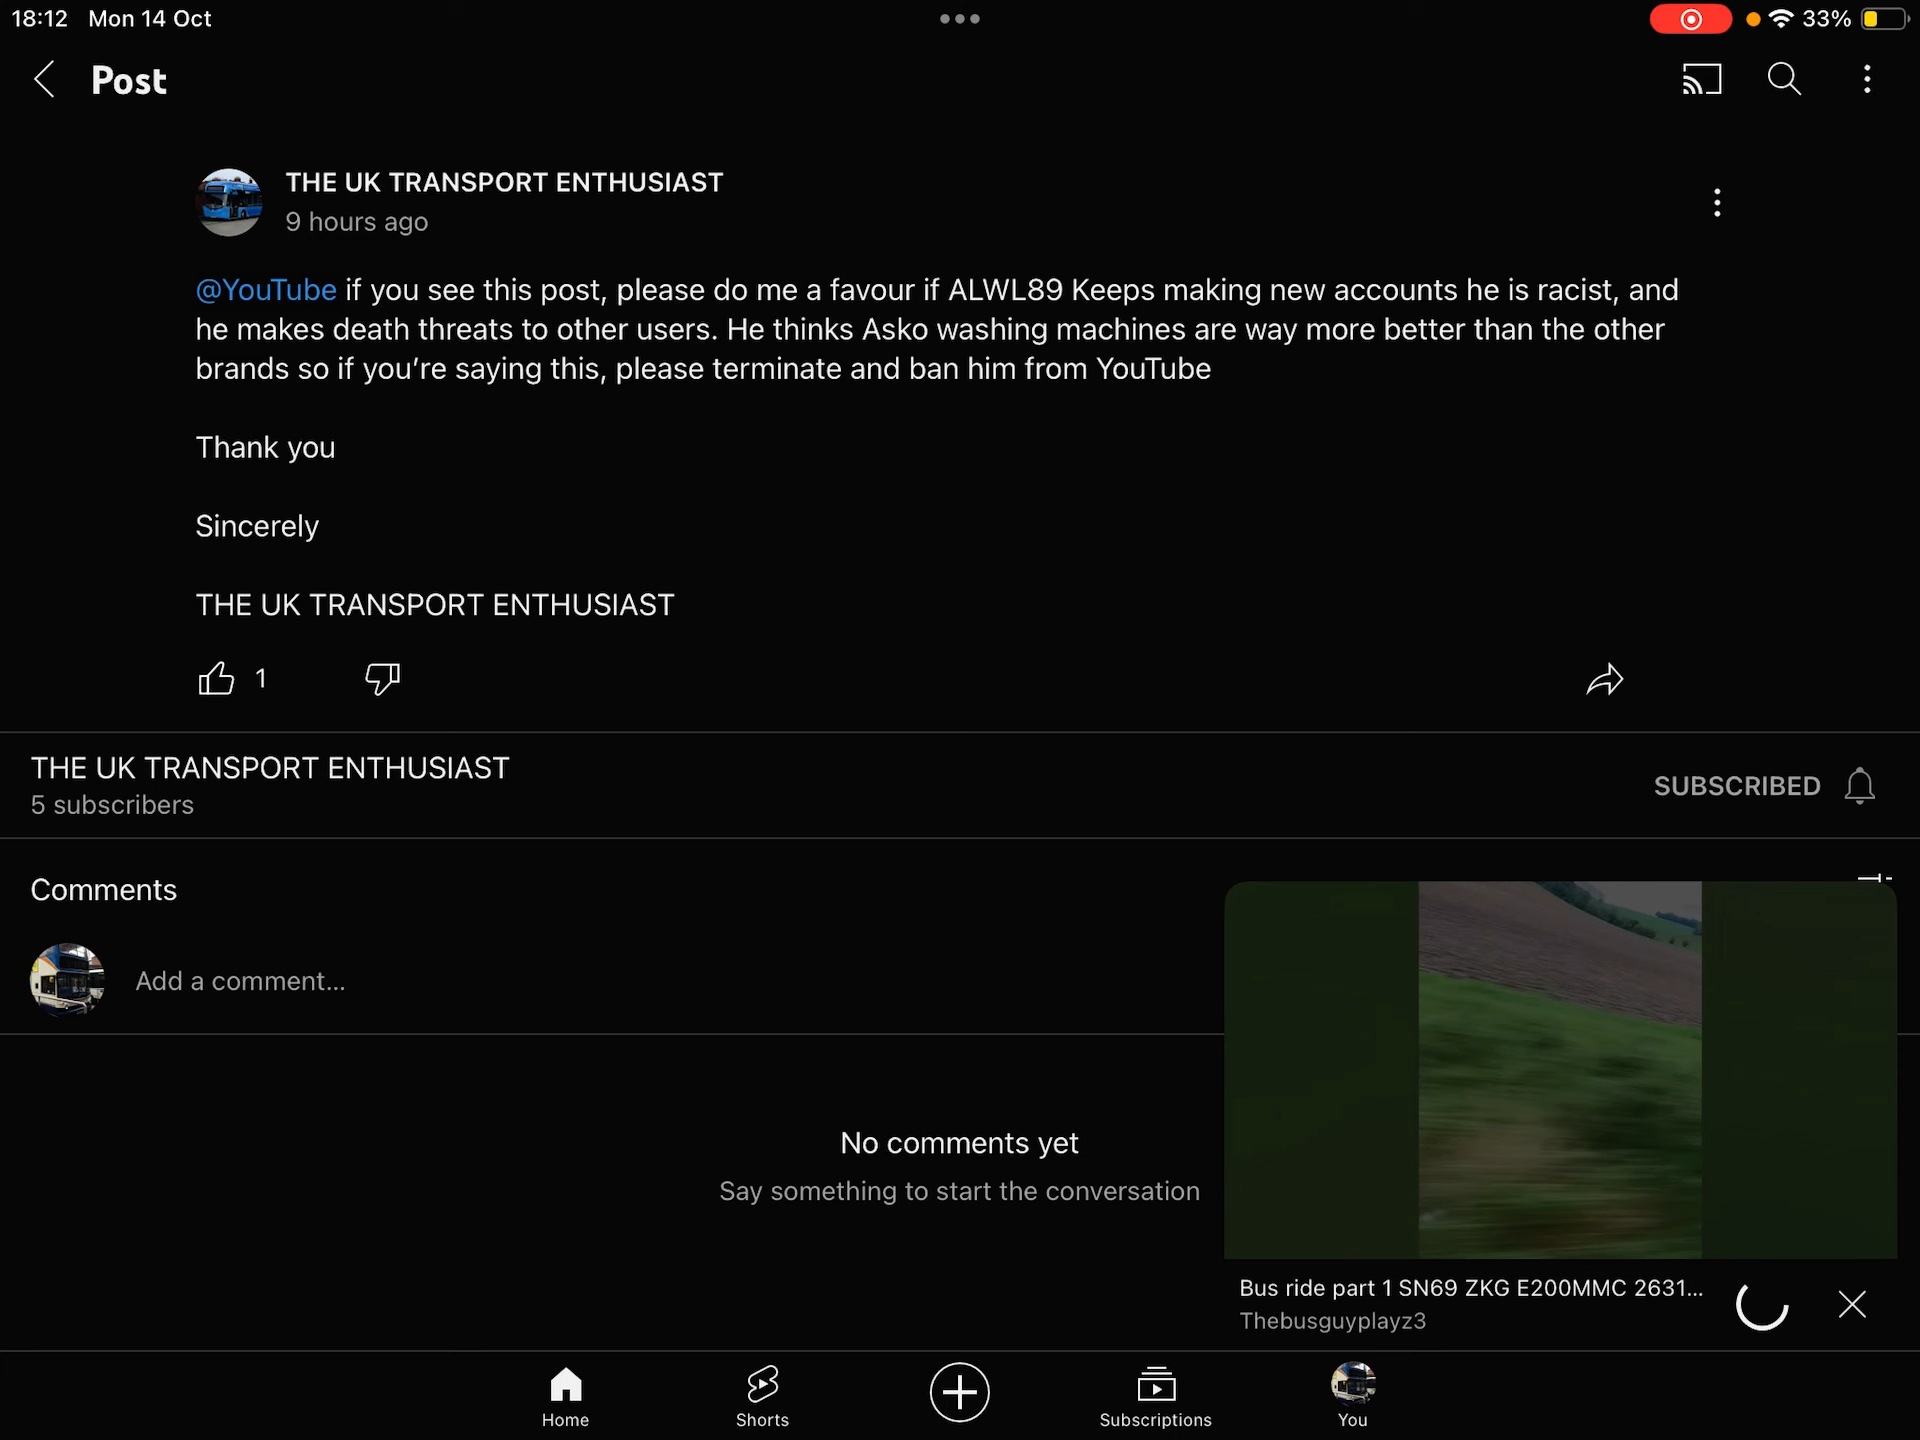 18:12 Mon 14 Oct
33%
Post
THE UK TRANSPORT ENTHUSIAST
9 hours ago
@YouTube if you see this post, please do me a favour if ALWL89 Keeps making new accounts he is racist, and
he makes death threats to other users. He thinks Asko washing machines are way more better than the other
brands so if you’re saying this, please terminate and ban him from YouTube
Thank you
Sincerely
THE UK TRANSPORT ENTHUSIAST
1
THE UK TRANSPORT ENTHUSIAST
5 subscribers
SUBSCRIBED
Comments
Add a comment...
No comments yet
Say something to start the conversation
Bus ride part 1 SN69 ZKG E200MMC 2631...
Thebusguyplayz3
Home
Shorts
Subscriptions
You